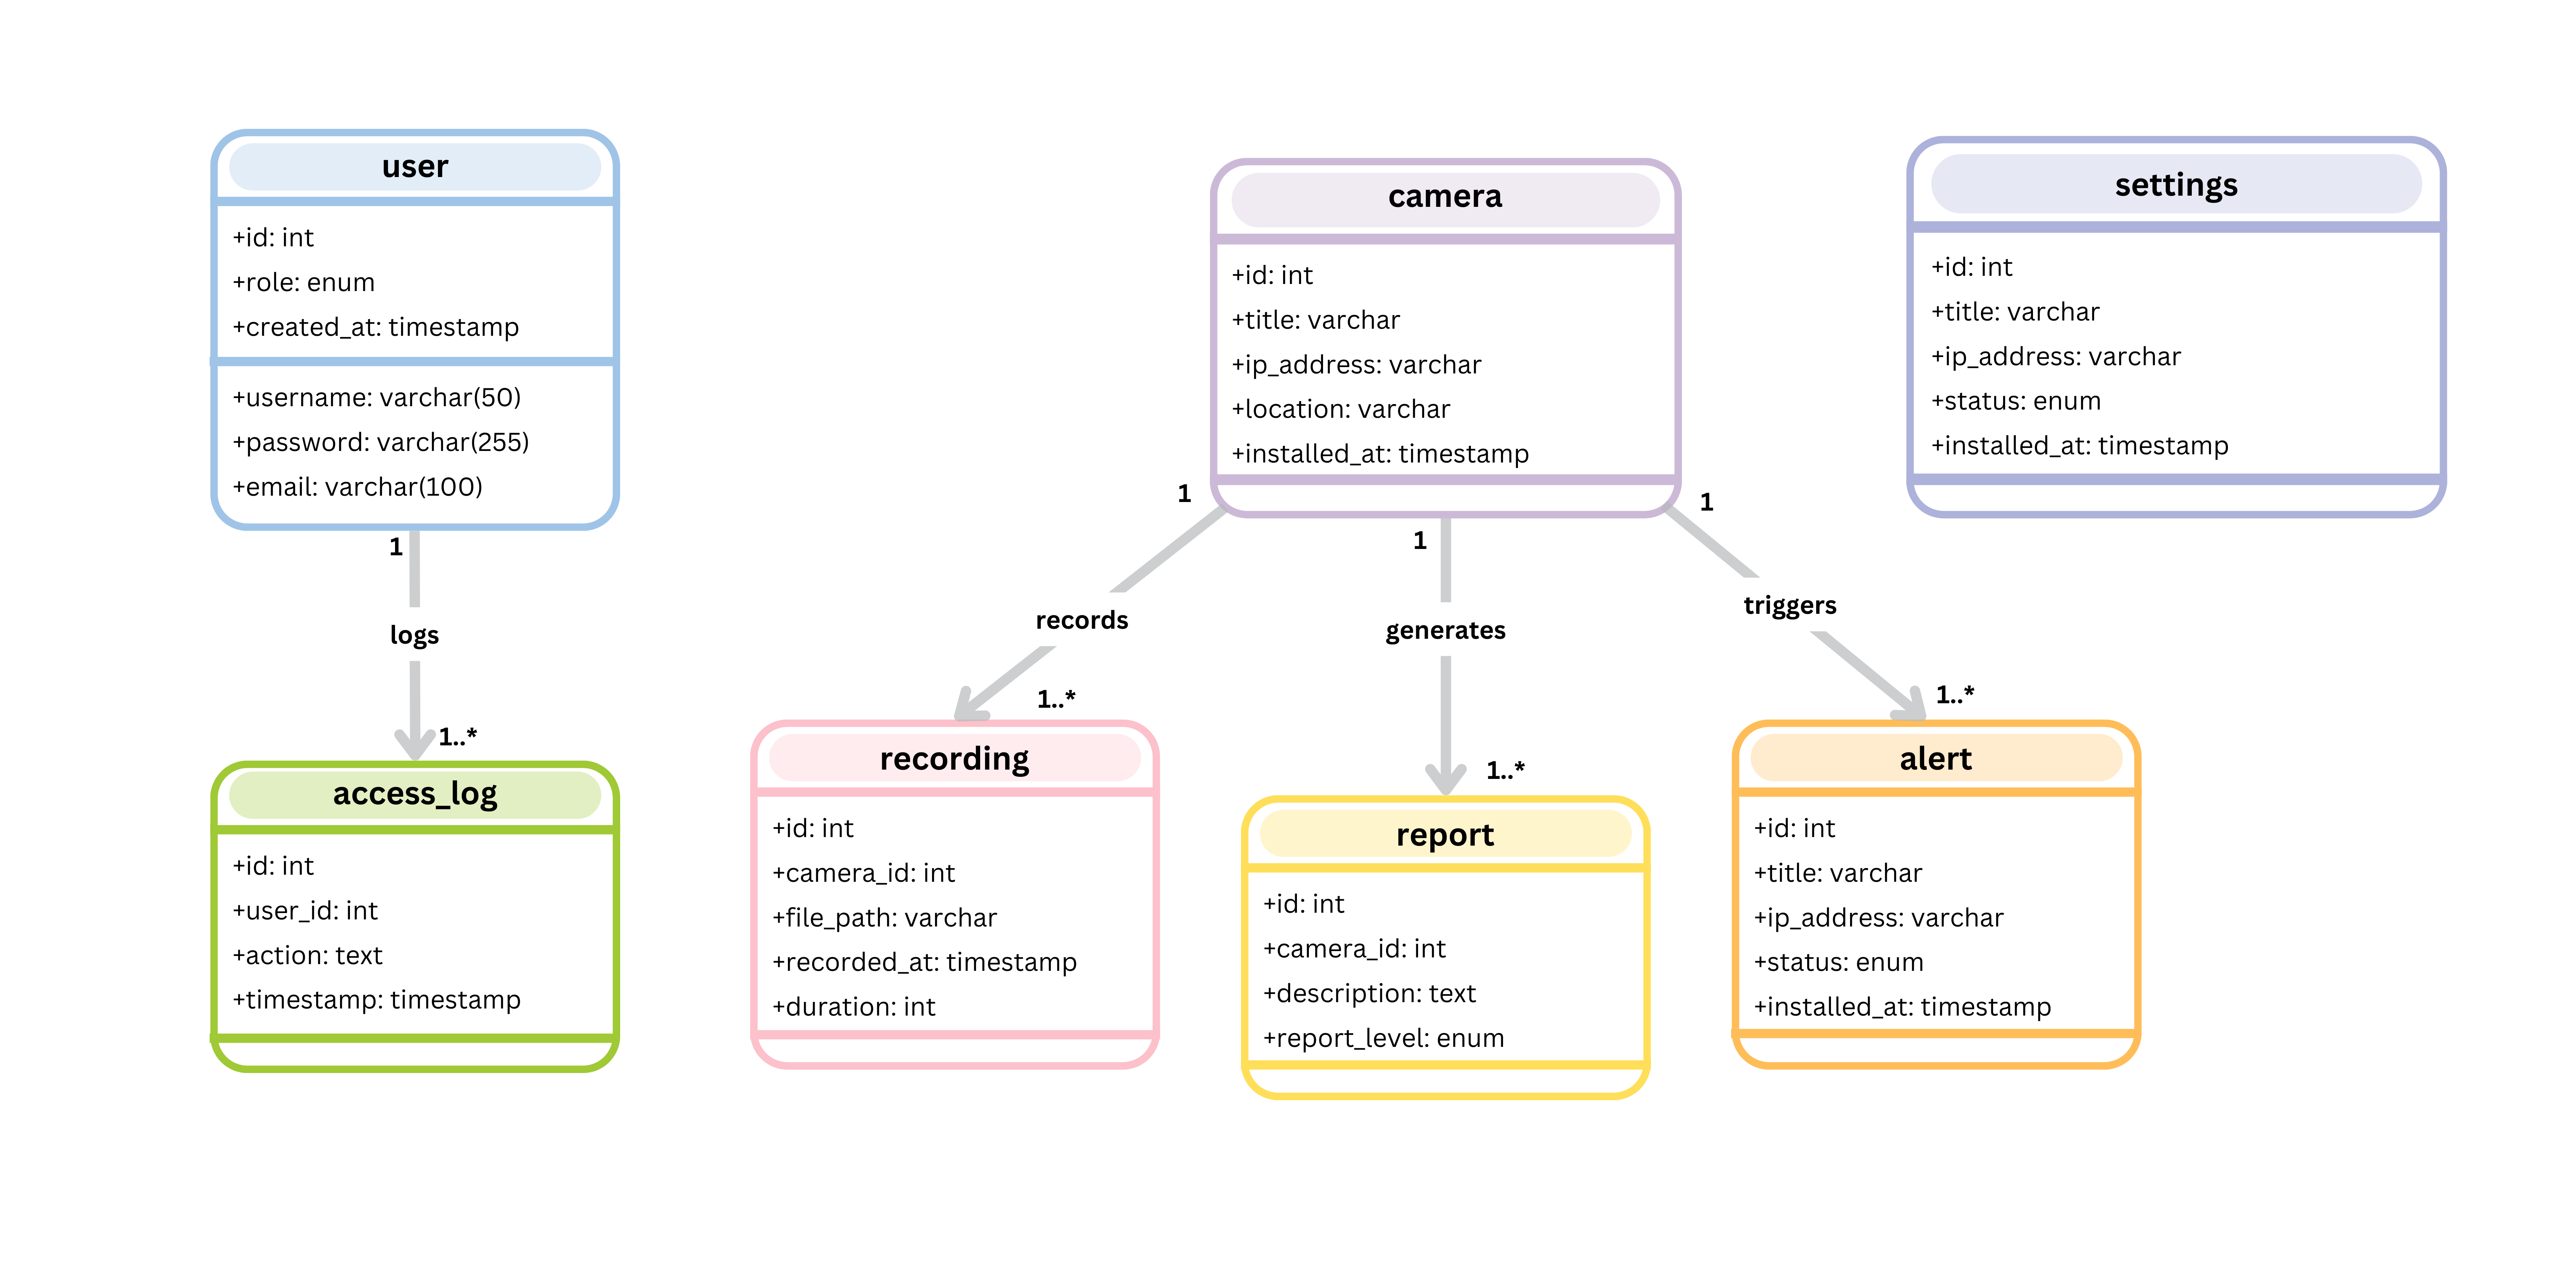 user
+id: int
+role: enum
+created_at: timestamp
+username: varchar(50)
+password: varchar(255)
+email: varchar(100)
1
logs
1..*
access_log
+id: int
+user_id: int
+action: text
+timestamp: timestamp
camera
+id: int
+title: varchar
+ip_address: varchar
+location: varchar
+installed_at: timestamp
1
records
1..*
1
generates
1..*
1
triggers
1..*
recording
+id: int
+camera_id: int
+file_path: varchar
+recorded_at: timestamp
+duration: int
report
+id: int
+camera_id: int
+description: text
+report_level: enum
alert
+id: int
+title: varchar
+ip_address: varchar
+status: enum
+installed_at: timestamp
settings
+id: int
+title: varchar
+ip_address: varchar
+status: enum
+installed_at: timestamp